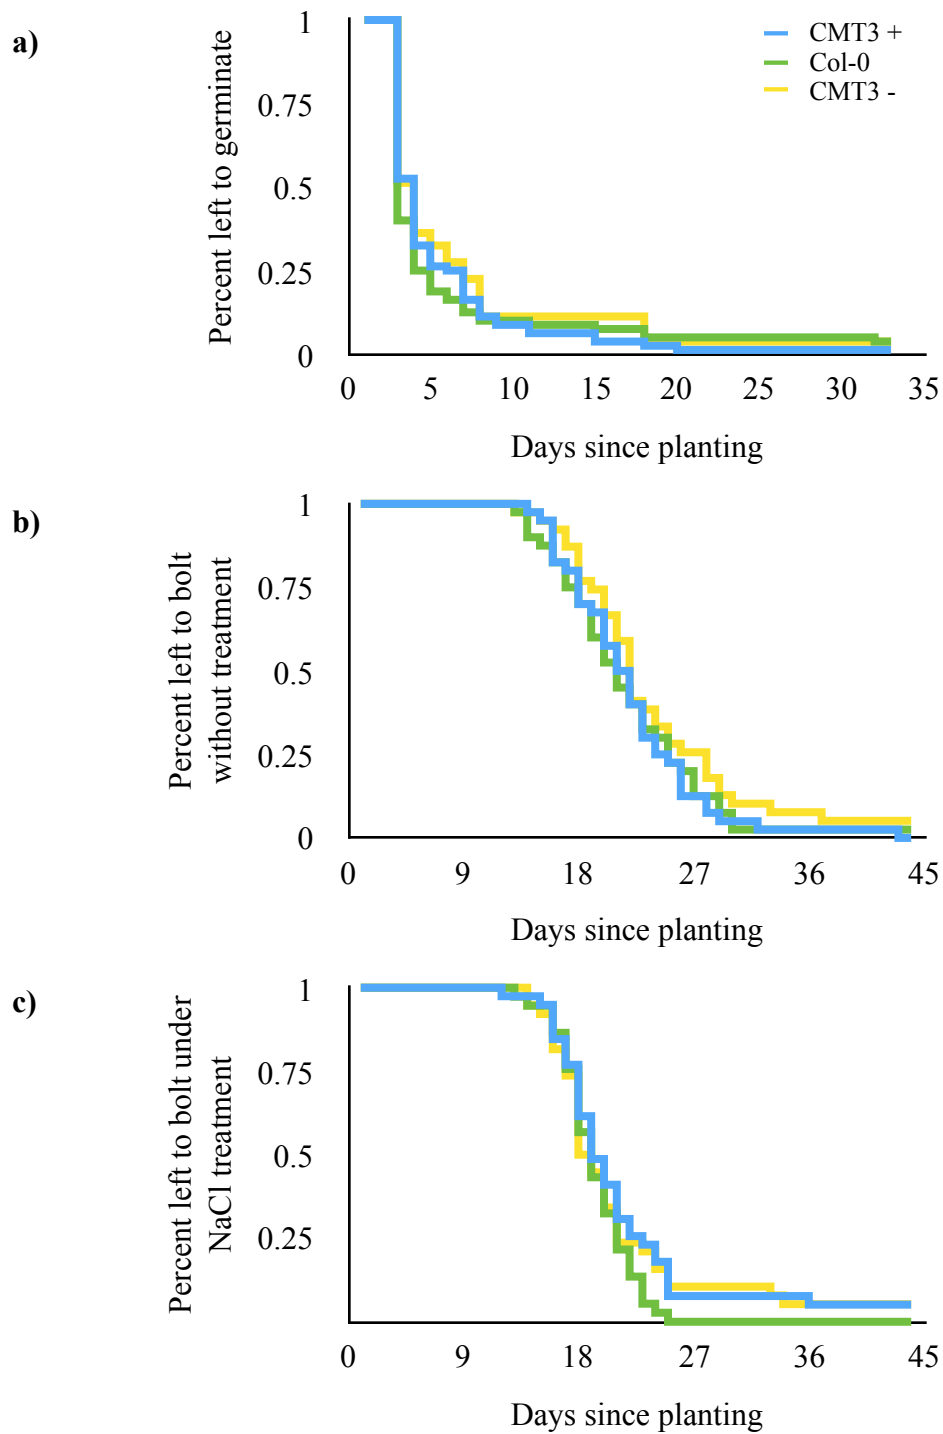 a)
Percent left to germinate
1
0.75
0.5
0.25
0
0 5 10 15 20 25 30 35
Days since planting
CMT3 +
Col-0
CMT3 -
b)
Percent left to bolt
without treatment
1
0.75
0.5
0.25
0
0 9 18 27 36 45
Days since planting
c)
Percent left to bolt under
NaCl treatment
1
0.75
0.5
0.25
0 9 18 27 36 45
Days since planting